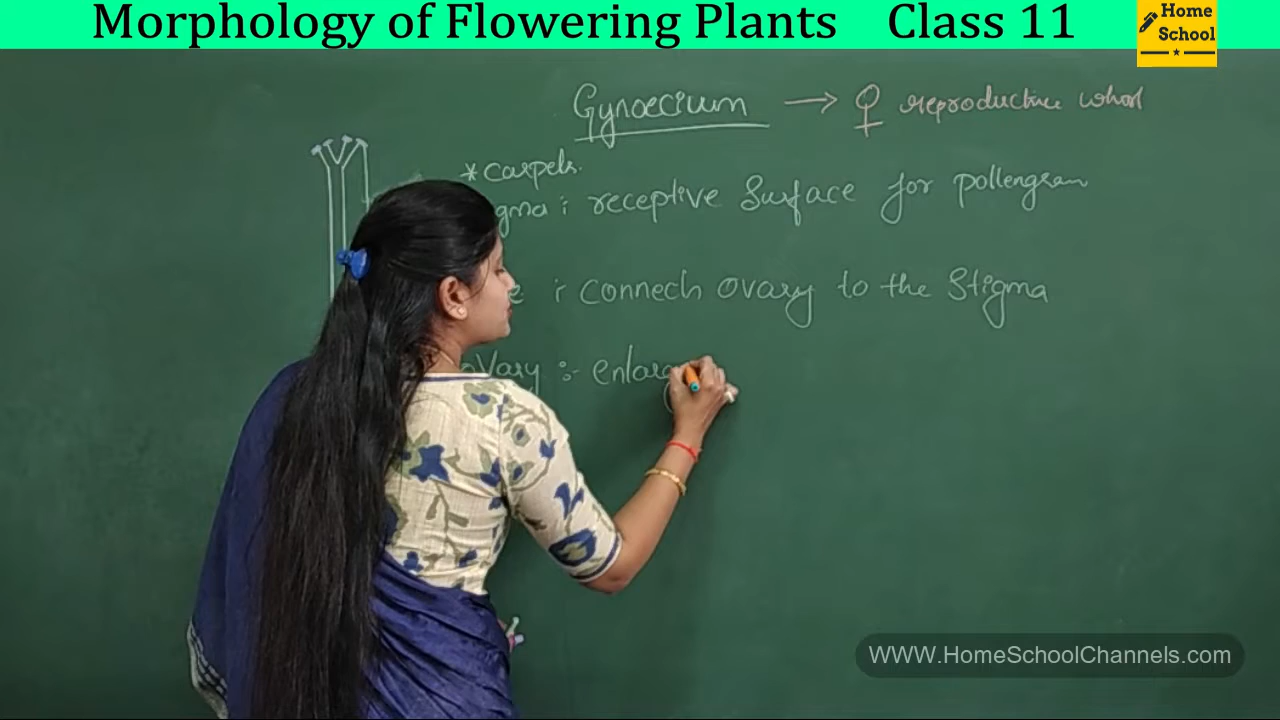 Morphology of Flowering Plants Class 11
Home
School
Gynoecium → ♀ reproductive whorl
* Carpels.
gma : receptive Surface for pollengrain
e : connects ovary to the Stigma
ovary :- enlarg
WWW.HomeSchoolChannels.com